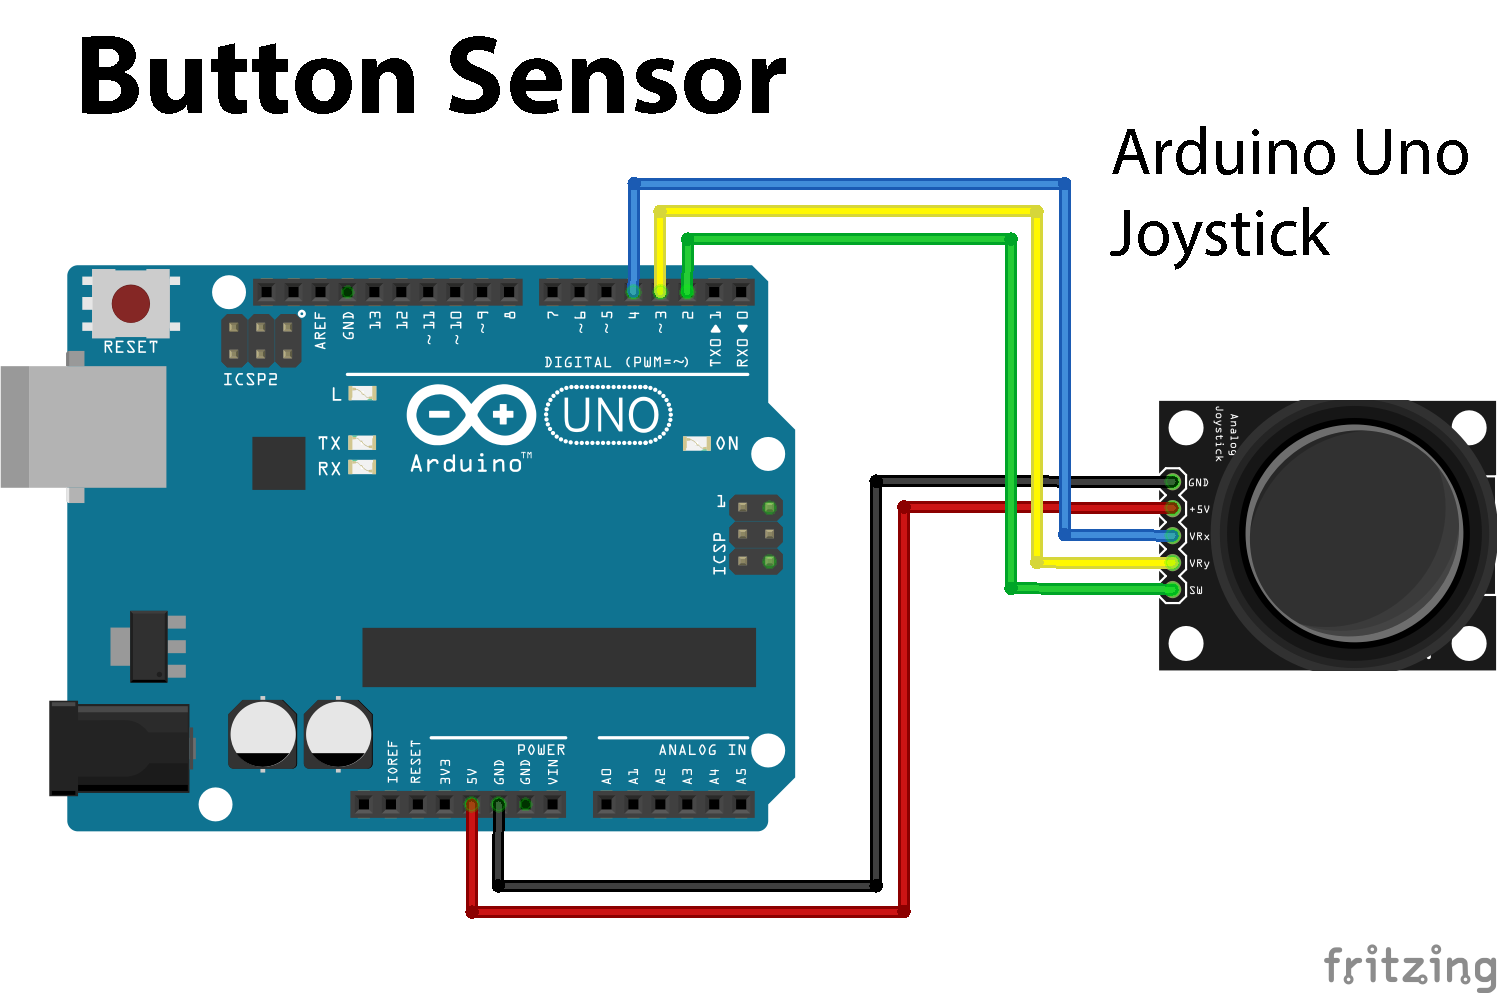 Button Sensor
Arduino Uno
Joystick
RESET
ICSP2
AREF
GND
13
12
~11
~10
~9
8
7
~6
~5
4
~3
2
TX0▶1
RX0◀0
DIGITAL (PWM=~)
L
TX
RX
UNO
Arduino™
ON
1
ICSP
Analog
Joystick
GND
+5V
VRx
VRy
SW
POWER
ANALOG IN
IOREF
RESET
3V3
5V
GND
GND
VIN
A0
A1
A2
A3
A4
A5
fritzing